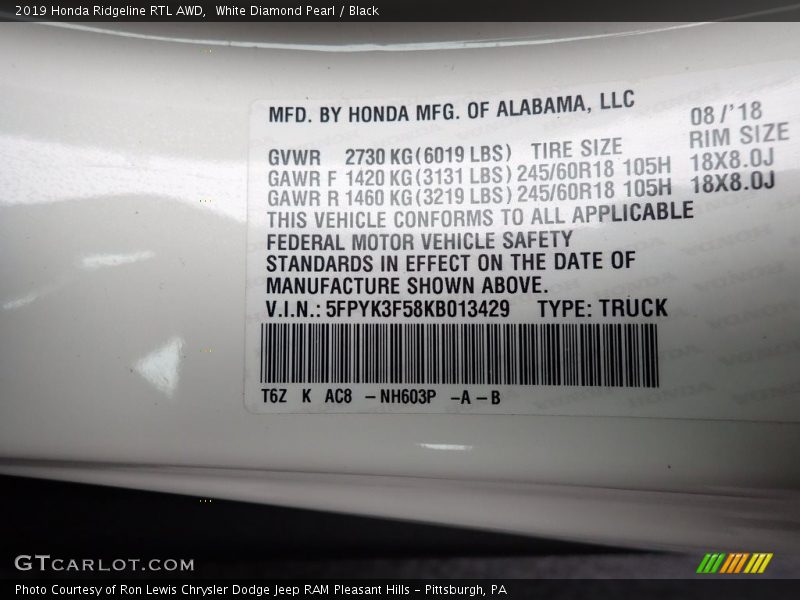 2019 Honda Ridgeline RTL AWD,  White Diamond Pearl / Black
MFD. BY HONDA MFG. OF ALABAMA, LLC
08/'18
GVWR 2730 KG(6019 LBS) TIRE SIZE RIM SIZE
GAWR F 1420 KG(3131 LBS) 245/60R18 105H 18X8.0J
GAWR R 1460 KG(3219 LBS) 245/60R18 105H 18X8.0J
THIS VEHICLE CONFORMS TO ALL APPLICABLE
FEDERAL MOTOR VEHICLE SAFETY
STANDARDS IN EFFECT ON THE DATE OF
MANUFACTURE SHOWN ABOVE.
V.I.N.: 5FPYK3F58KB013429 TYPE: TRUCK
T6Z K AC8 -NH603P -A-B
GTCARLOT.COM
Photo Courtesy of Ron Lewis Chrysler Dodge Jeep RAM Pleasant Hills - Pittsburgh, PA